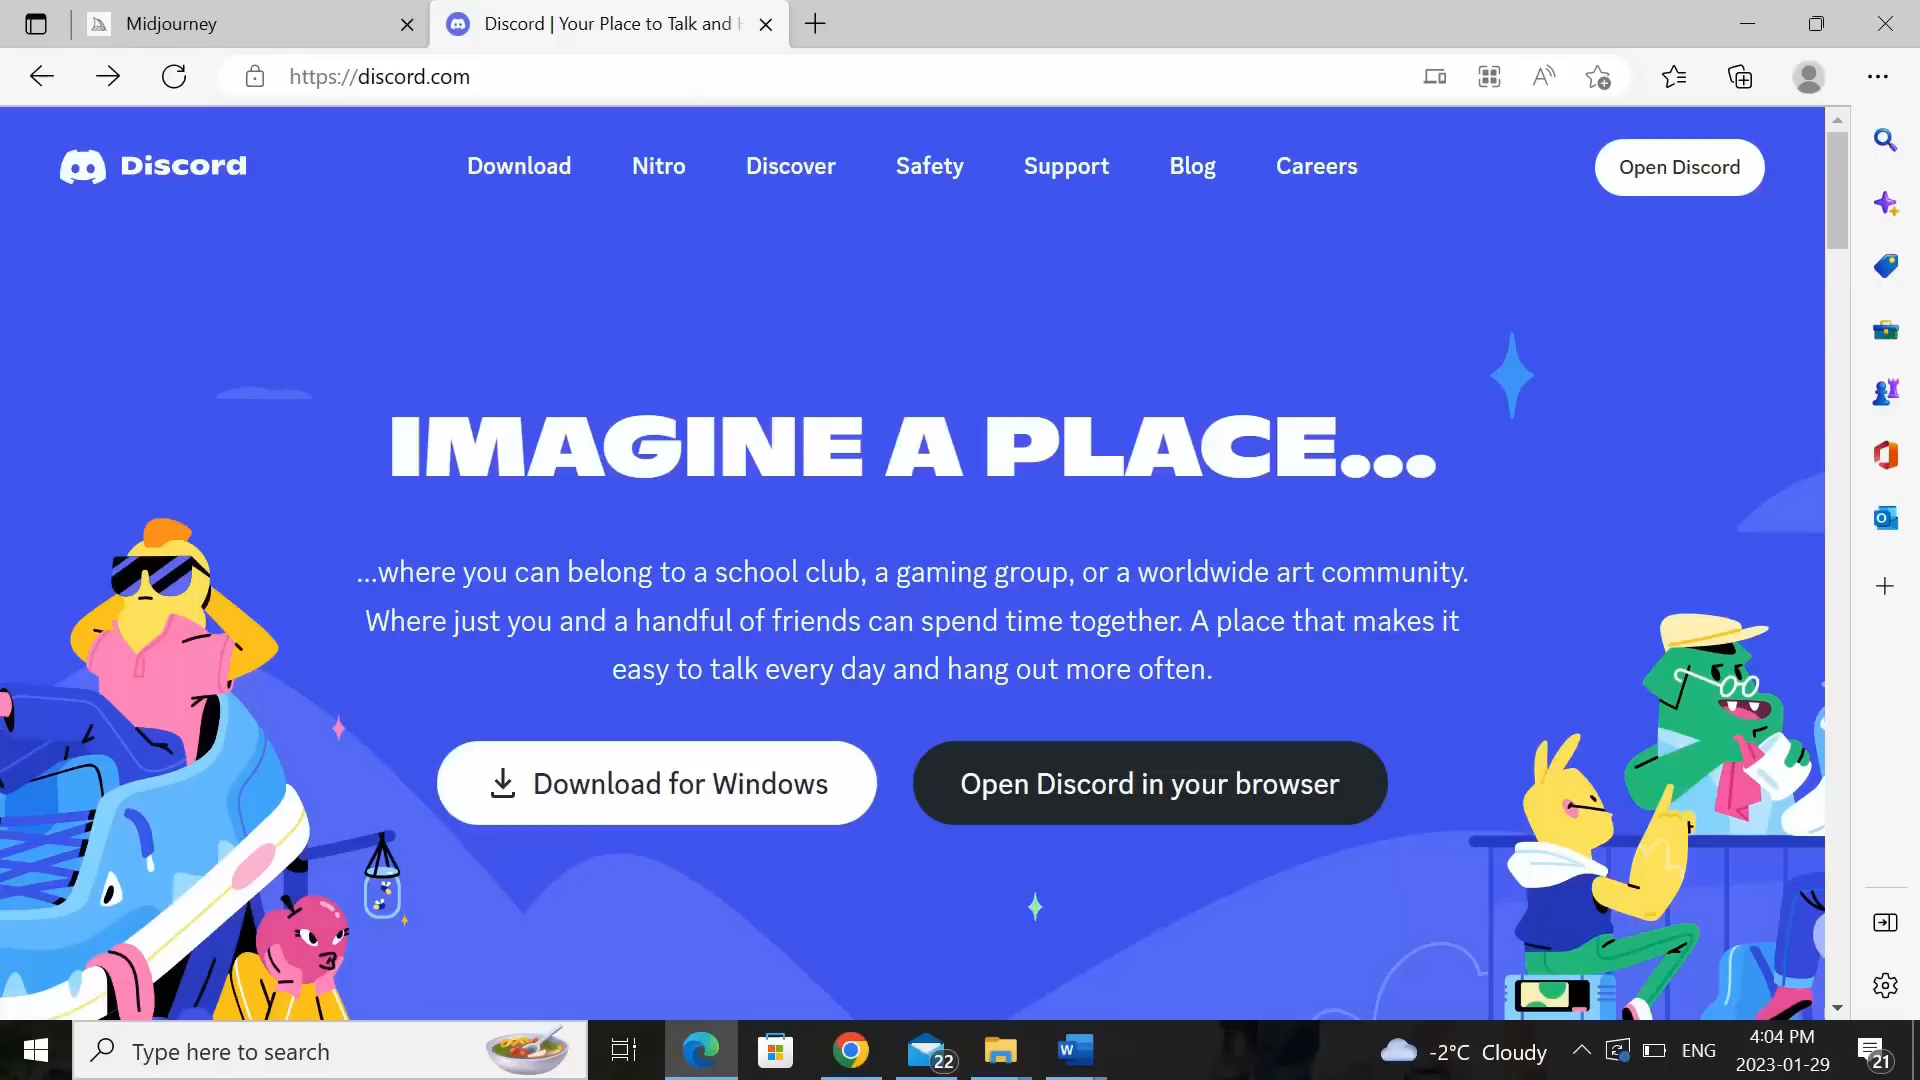 Midjourney
Discord | Your Place to Talk and
https://discord.com
Discord
Download
Nitro
Discover
Safety
Support
Blog
Careers
Open Discord
IMAGINE A PLACE...
...where you can belong to a school club, a gaming group, or a worldwide art community.
Where just you and a handful of friends can spend time together. A place that makes it
easy to talk every day and hang out more often.
Download for Windows
Open Discord in your browser
Type here to search
22
-2°C Cloudy
ENG
4:04 PM
2023-01-29
21